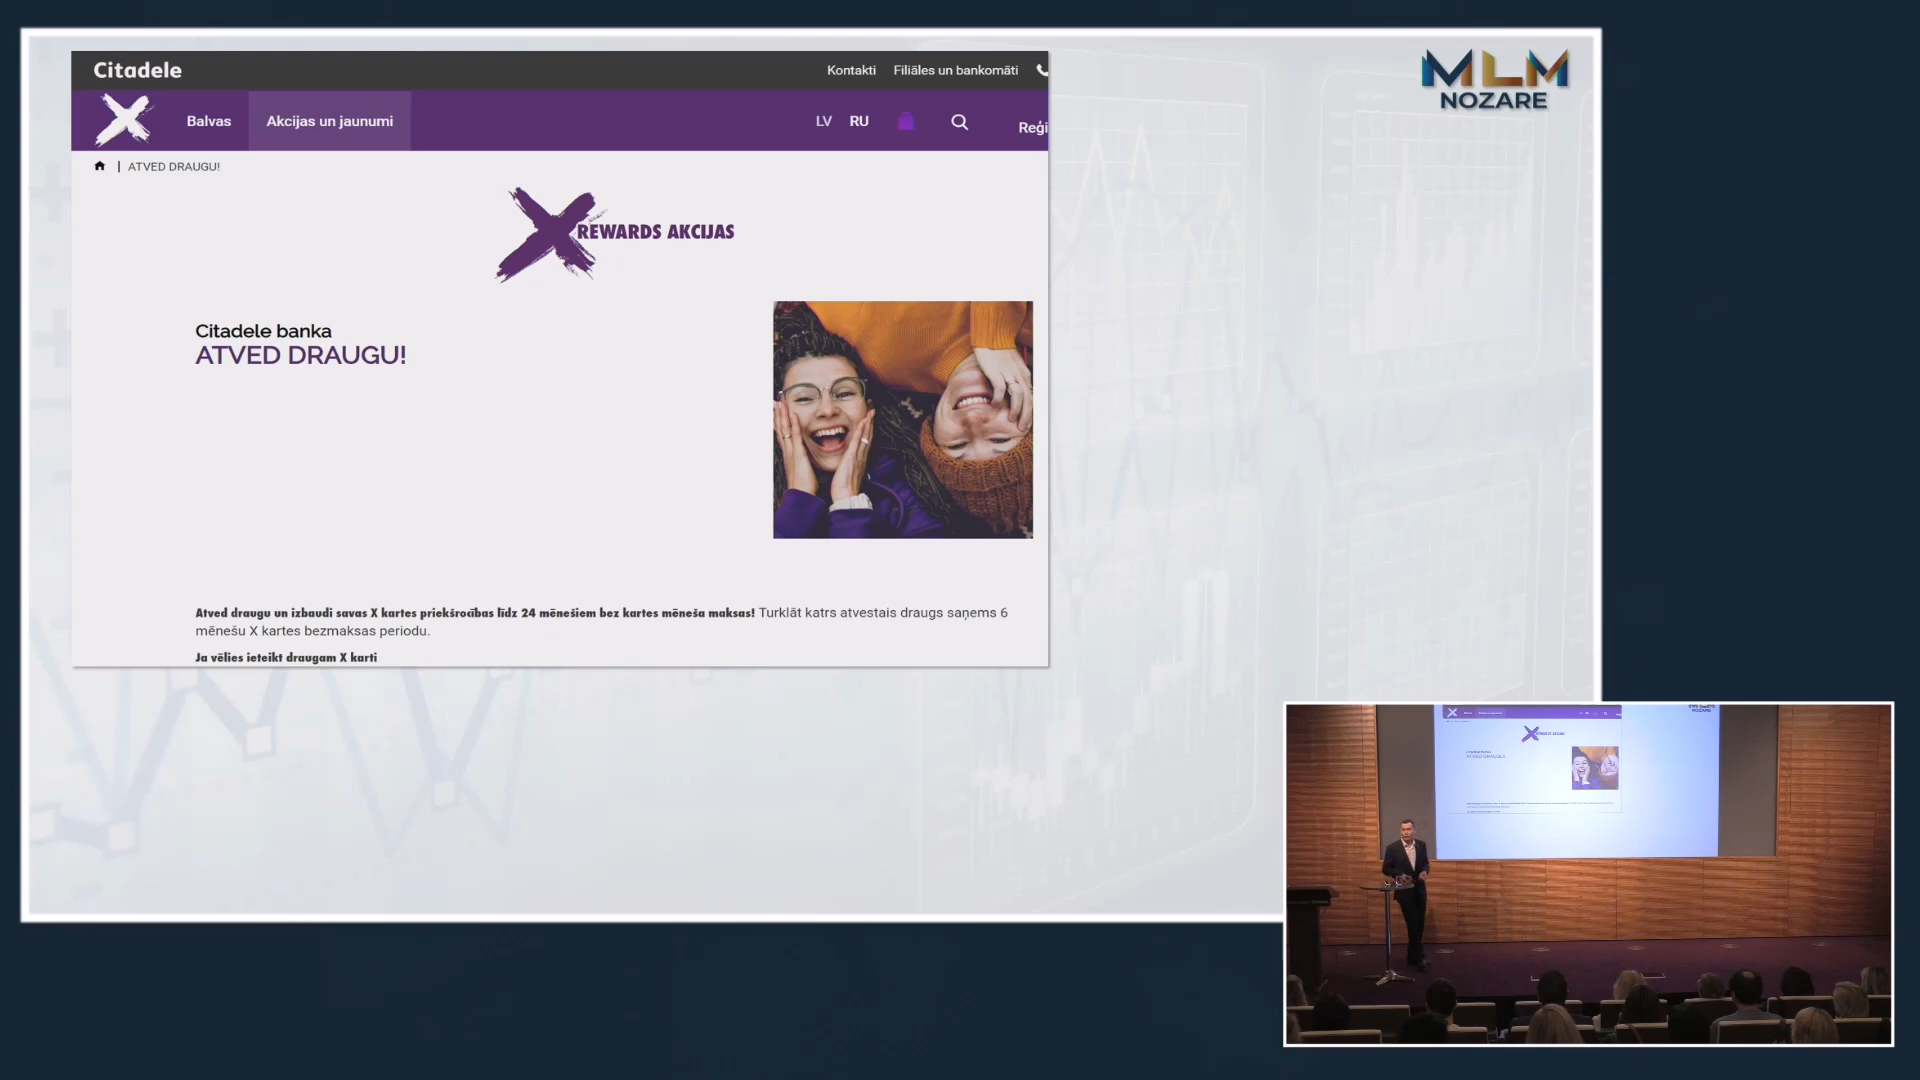 Citadele
Kontakti Filiāles un bankomāti
Balvas Akcijas un jaunumi LV RU
ATVED DRAUGU!
REWARDS AKCIJAS
Citadele banka
ATVED DRAUGU!
Atved draugu un izbaudi savas X kartes priekšrocības līdz 24 mēnešiem bez kartes mēneša maksas! Turklāt katrs atvestais draugs saņems 6
mēnešu X kartes bezmaksas periodu.
Ja vēlies ieteikt draugam X karti
MLM
NOZARE